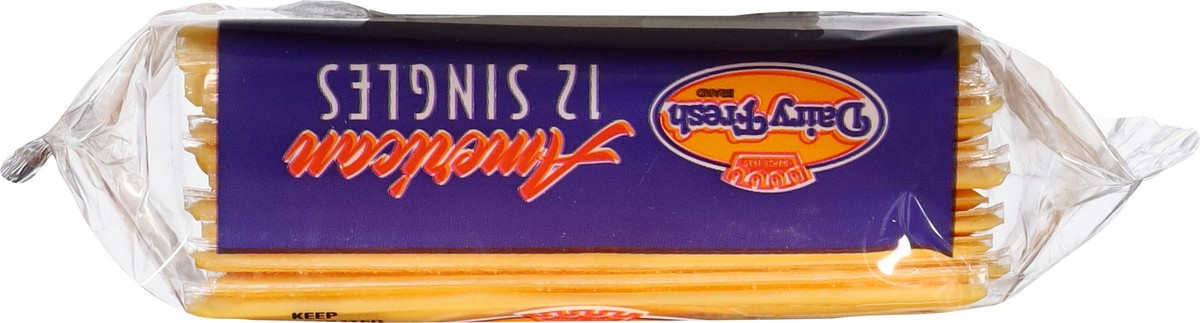 SINCE 1935
Dairy Fresh
BRAND
American
12 SINGLES
KEEP